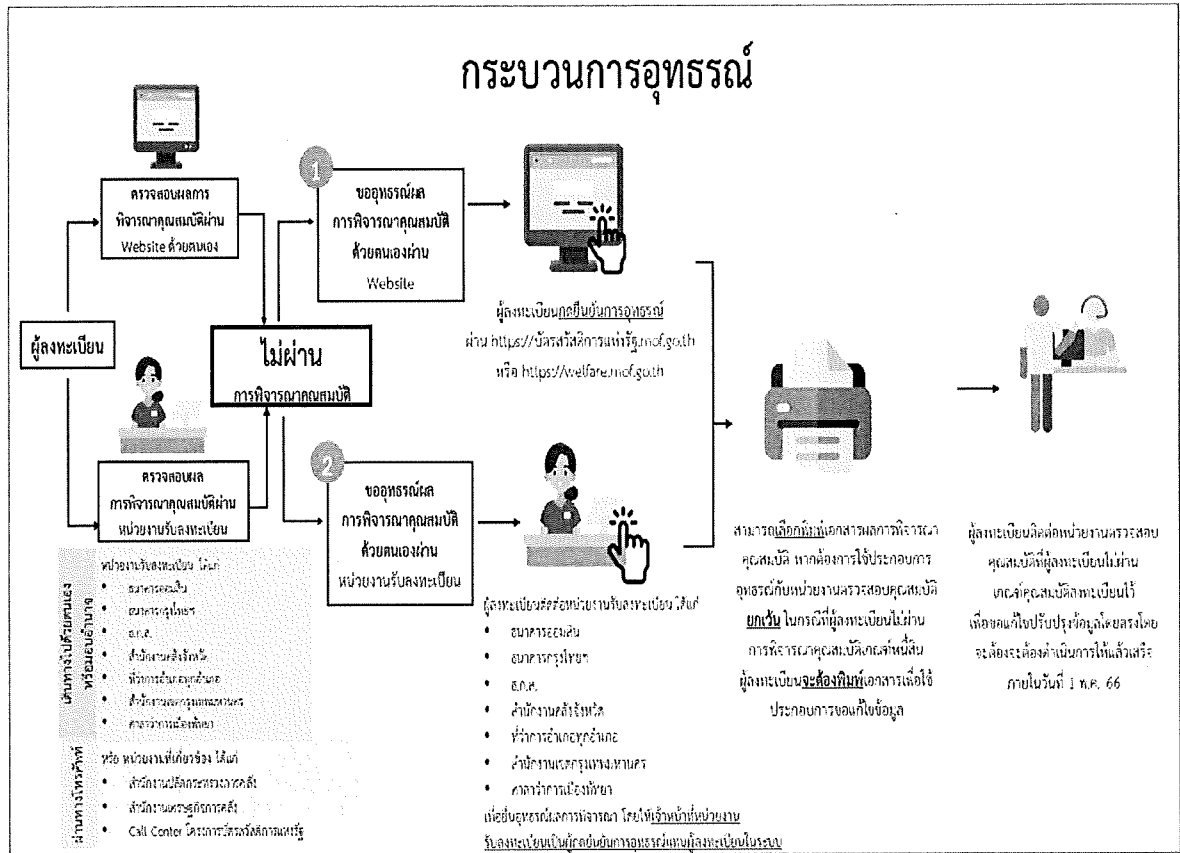 กระบวนการอุทธรณ์
ตรวจสอบผลการ
พิจารณาคุณสมบัติผ่าน
Website ด้วยตนเอง
ผู้ลงทะเบียน
ตรวจสอบผล
การพิจารณาคุณสมบัติผ่าน
หน่วยงานรับลงทะเบียน
เดินทางไปด้วยตนเอง
หรือมอบอำนาจ
หน่วยงานรับลงทะเบียน ได้แก่
• ธนาคารออมสิน
• ธนาคารกรุงไทยฯ
• ธ.ก.ส.
• สำนักงานคลังจังหวัด
• ที่ว่าการอำเภอทุกอำเภอ
• สำนักงานเขตกรุงเทพมหานคร
• ศาลาว่าการเมืองพัทยา
ผ่านทางโทรศัพท์
หรือ หน่วยงานที่เกี่ยวข้อง ได้แก่
• สำนักงานปลัดกระทรวงการคลัง
• สำนักงานเศรษฐกิจการคลัง
• Call Center โครงการบัตรสวัสดิการแห่งรัฐ
ไม่ผ่าน
การพิจารณาคุณสมบัติ
1
ขออุทธรณ์ผล
การพิจารณาคุณสมบัติ
ด้วยตนเองผ่าน
Website
ผู้ลงทะเบียนกดยืนยันการอุทธรณ์
ผ่าน https://บัตรสวัสดิการแห่งรัฐ.mof.go.th
หรือ https://welfare.mof.go.th
2
ขออุทธรณ์ผล
การพิจารณาคุณสมบัติ
ด้วยตนเองผ่าน
หน่วยงานรับลงทะเบียน
ผู้ลงทะเบียนติดต่อหน่วยงานรับลงทะเบียน ได้แก่
• ธนาคารออมสิน
• ธนาคารกรุงไทยฯ
• ธ.ก.ส.
• สำนักงานคลังจังหวัด
• ที่ว่าการอำเภอทุกอำเภอ
• สำนักงานเขตกรุงเทพมหานคร
• ศาลาว่าการเมืองพัทยา
เพื่อยื่นอุทธรณ์ผลการพิจารณา โดยให้เจ้าหน้าที่หน่วยงาน
รับลงทะเบียนเป็นผู้กดยืนยันการอุทธรณ์แทนผู้ลงทะเบียนในระบบ
สามารถเลือกพิมพ์เอกสารผลการพิจารณา
คุณสมบัติ หากต้องการใช้ประกอบการ
อุทธรณ์กับหน่วยงานตรวจสอบคุณสมบัติ
ยกเว้น ในกรณีที่ผู้ลงทะเบียนไม่ผ่าน
การพิจารณาคุณสมบัติเกณฑ์หนี้สิน
ผู้ลงทะเบียนจะต้องพิมพ์เอกสารเพื่อใช้
ประกอบการขอแก้ไขข้อมูล
ผู้ลงทะเบียนติดต่อหน่วยงานตรวจสอบ
คุณสมบัติที่ผู้ลงทะเบียนไม่ผ่าน
เกณฑ์คุณสมบัติลงทะเบียนไว้
เพื่อขอแก้ไขปรับปรุงข้อมูลโดยตรงโดย
จะต้องจะต้องดำเนินการให้แล้วเสร็จ
ภายในวันที่ 1 พ.ค. 66